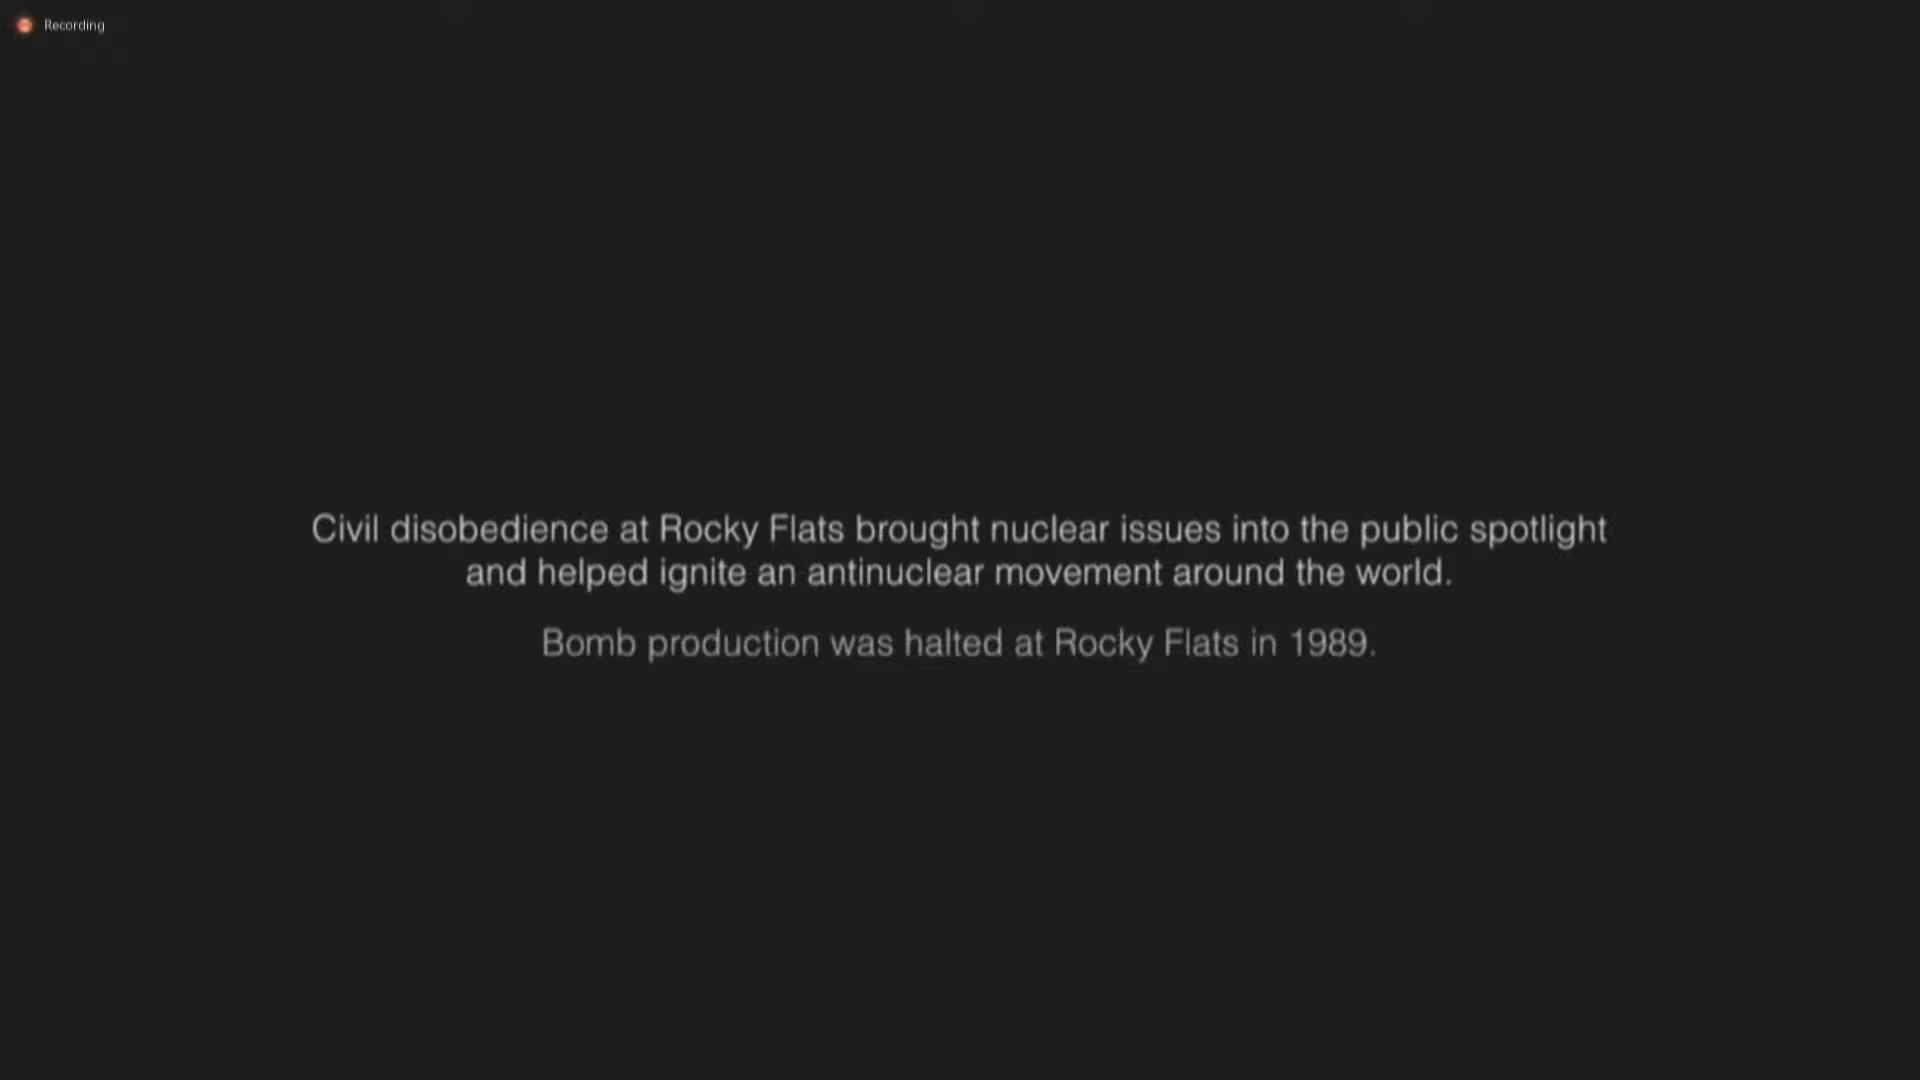 Recording
Civil disobedience at Rocky Flats brought nuclear issues into the public spotlight
and helped ignite an antinuclear movement around the world.
Bomb production was halted at Rocky Flats in 1989.